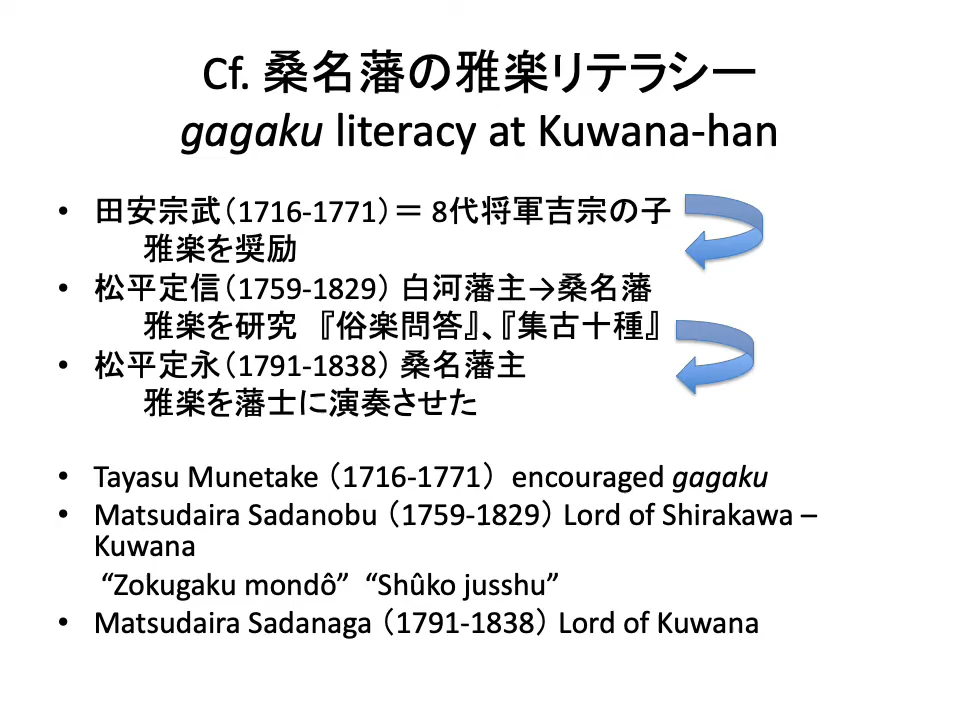 Cf. 桑名藩の雅楽リテラシー
gagaku literacy at Kuwana-han
• 田安宗武（1716-1771）＝ 8代将軍吉宗の子
雅楽を奨励
• 松平定信（1759-1829） 白河藩主→桑名藩
雅楽を研究　『俗楽問答』、『集古十種』
• 松平定永（1791-1838） 桑名藩主
雅楽を藩士に演奏させた
• Tayasu Munetake（1716-1771） encouraged gagaku
• Matsudaira Sadanobu（1759-1829）Lord of Shirakawa –
Kuwana
“Zokugaku mondô” “Shûko jusshu”
• Matsudaira Sadanaga（1791-1838）Lord of Kuwana